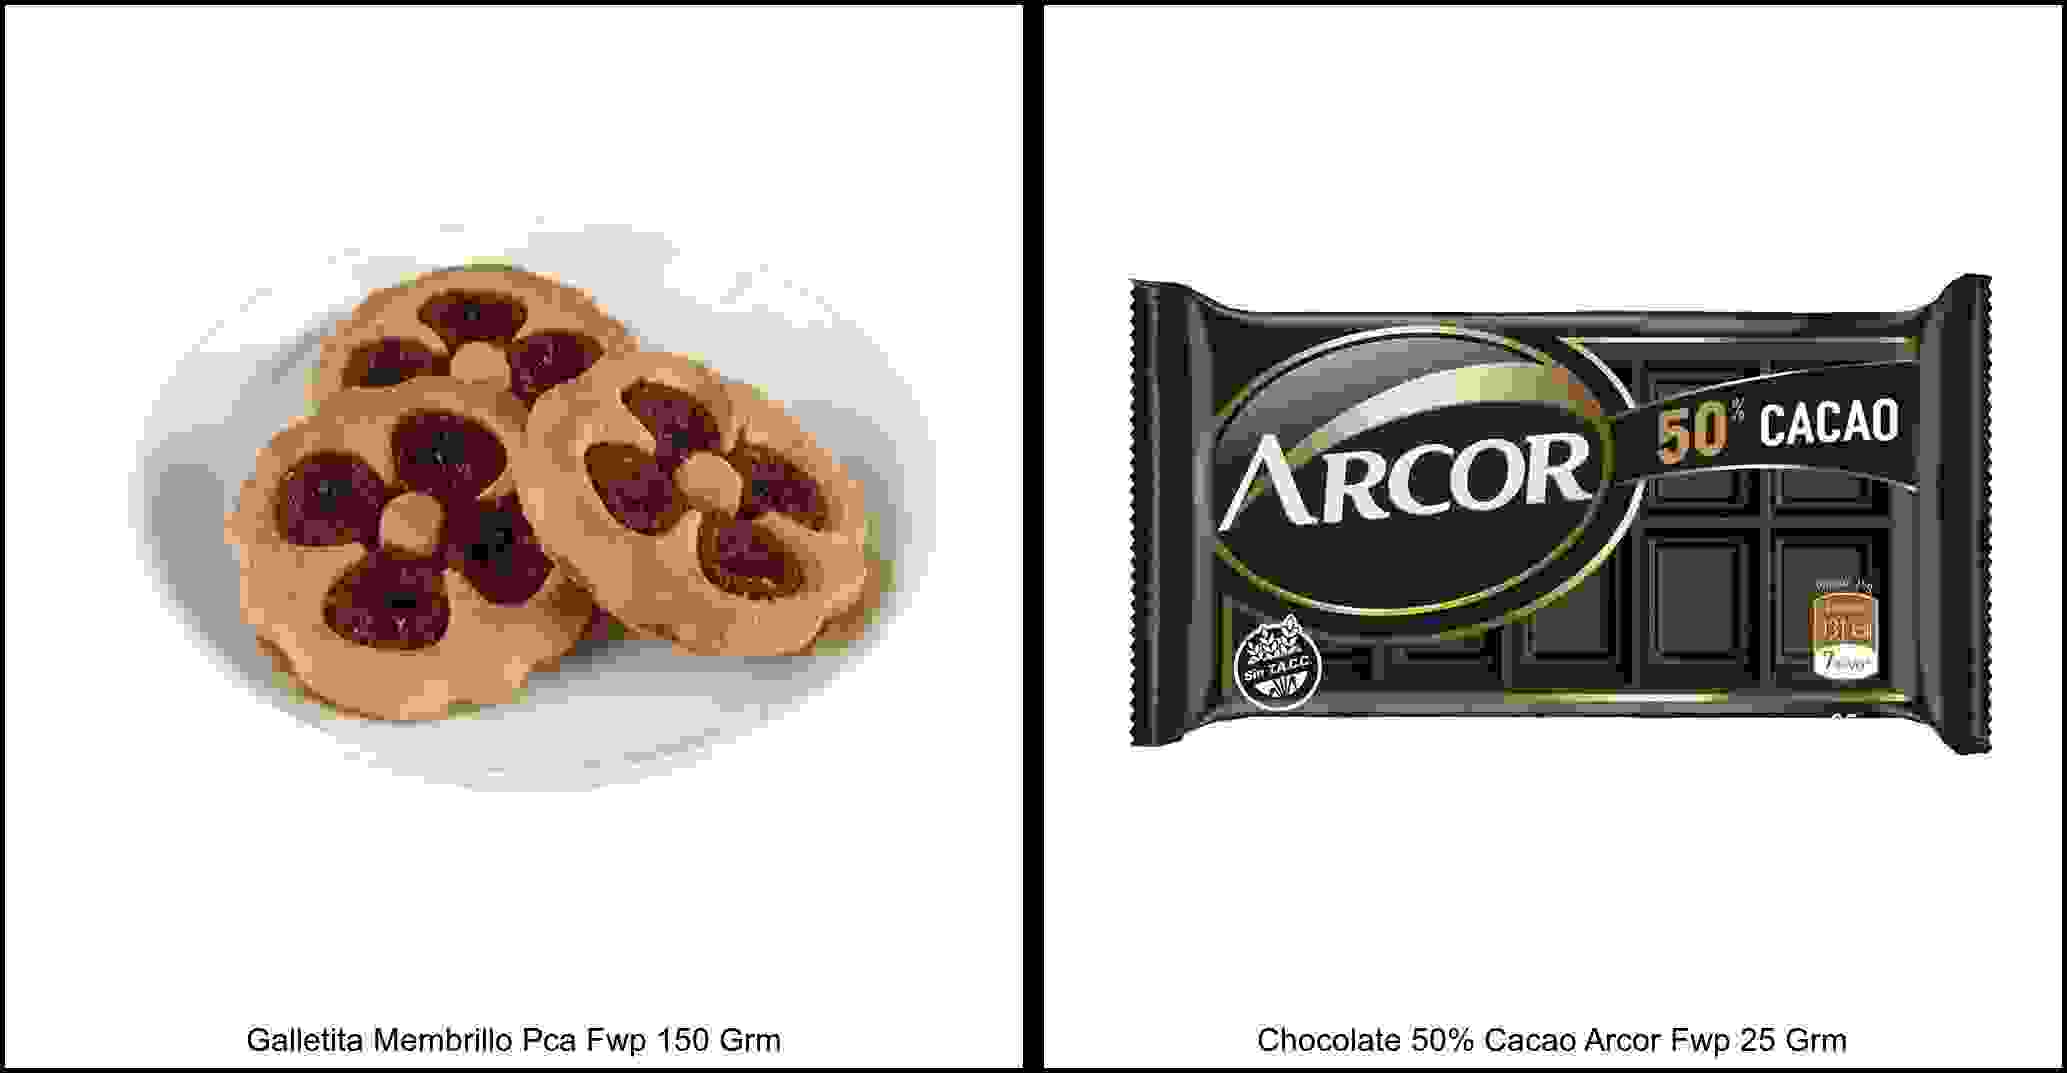 ARCOR
50% CACAO
Sin T.A.C.C.
Galletita Membrillo Pca Fwp 150 Grm
Chocolate 50% Cacao Arcor Fwp 25 Grm